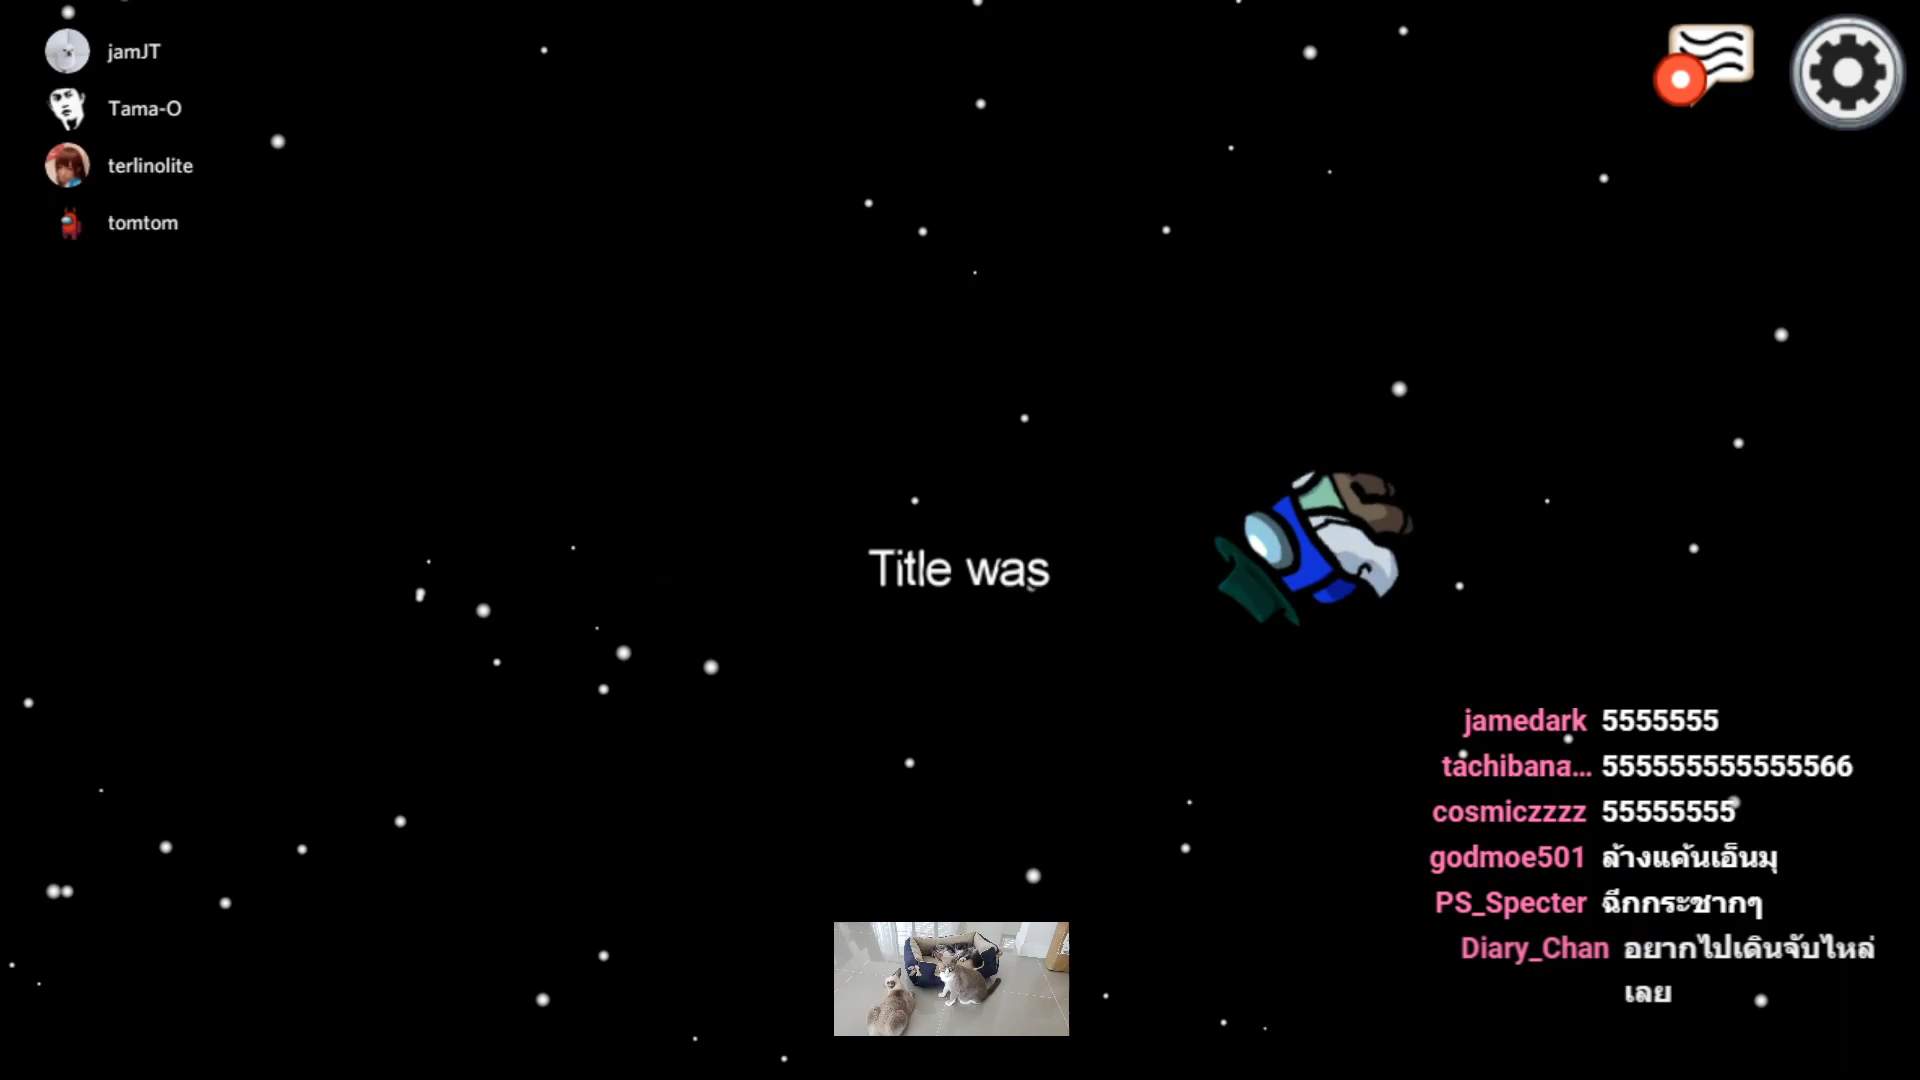 jamJT
Tama-O
terlinolite
tomtom
Title was
jamedark 5555555
tachibana... 555555555555566
cosmiczzzz 55555555
godmoe501 ล้างแค้นเอ็นมุ
PS_Specter ฉีกกระชากๆ
Diary_Chan อยากไปเดินจับไหล่
เลย